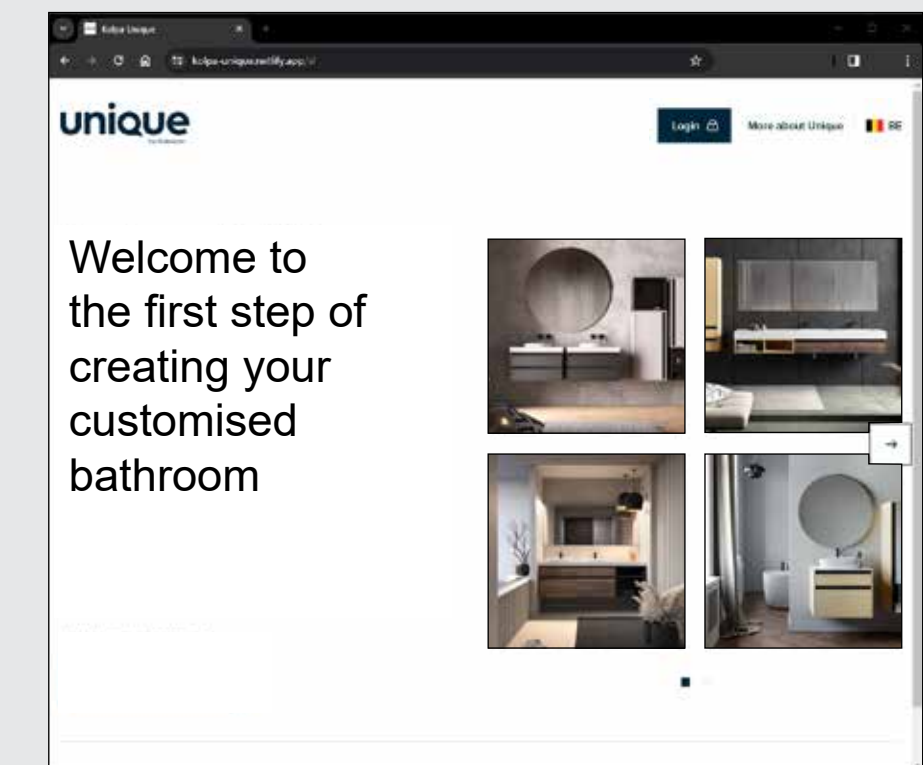 Kolpa Unique
kolpa-unique.netlify.app
unique
Login
More about Unique
BE
Welcome to
the first step of
creating your
customised
bathroom